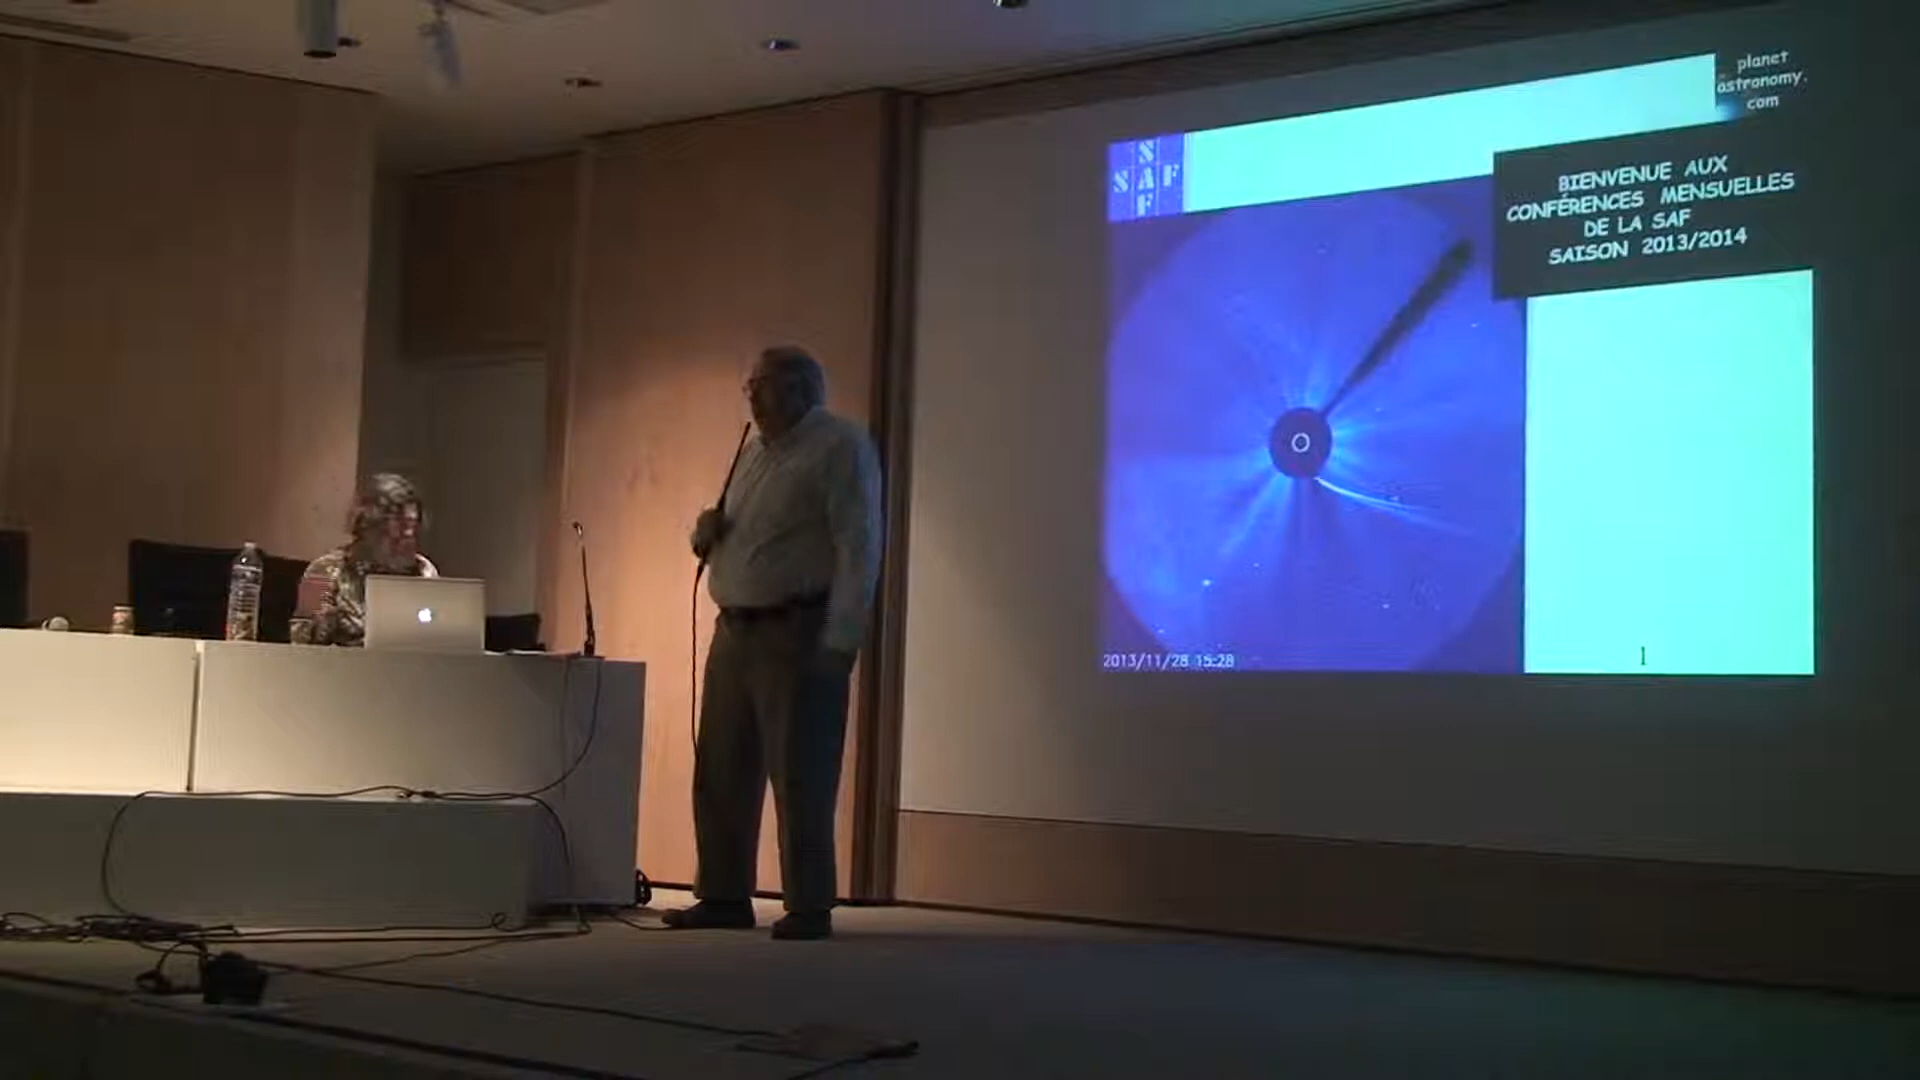 planet
astronomy.
com
S
SAF
F
BIENVENUE AUX
CONFÉRENCES MENSUELLES
DE LA SAF
SAISON 2013/2014
2013/11/28 15:28
1